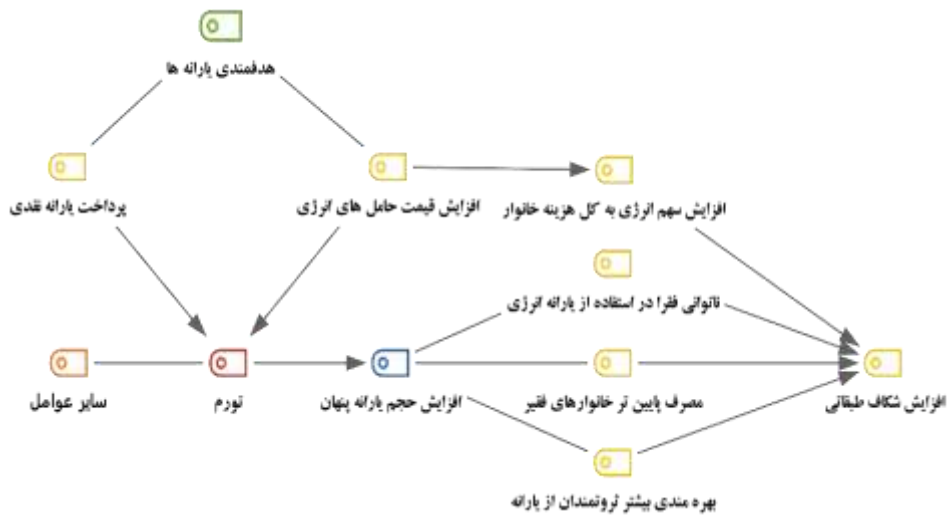 هدفمندی یارانه ها
پرداخت یارانه نقدی
افزایش قیمت حامل های انرژی
افزایش سهم انرژی به کل هزینه خانوار
ناتوانی فقرا در استفاده از یارانه انرژی
سایر عوامل
تورم
افزایش حجم یارانه پنهان
مصرف پایین تر خانوارهای فقیر
افزایش شکاف طبقاتی
بهره مندی بیشتر ثروتمندان از یارانه